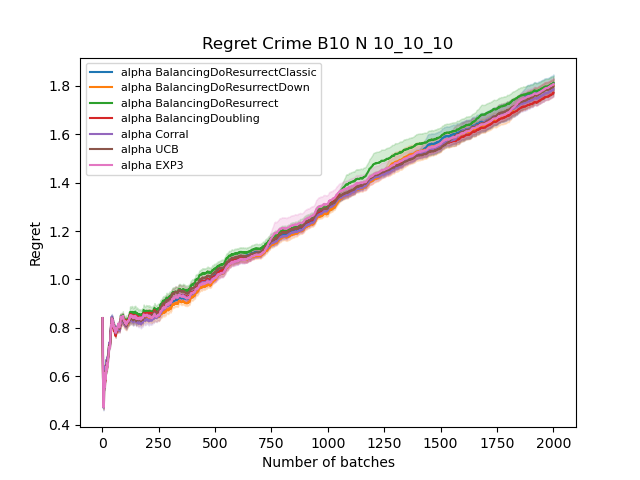 Regret Crime B10 N 10_10_10
alpha BalancingDoResurrectClassic
alpha BalancingDoResurrectDown
alpha BalancingDoResurrect
alpha BalancingDoubling
alpha Corral
alpha UCB
alpha EXP3
Regret
1.8
1.6
1.4
1.2
1.0
0.8
0.6
0.4
0 250 500 750 1000 1250 1500 1750 2000
Number of batches